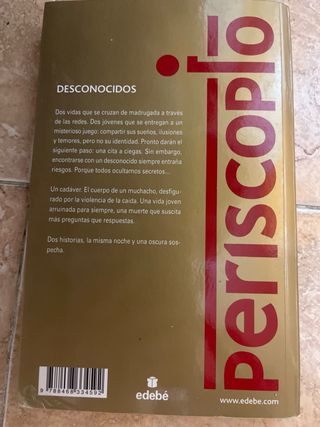 DESCONOCIDOS
Dos vidas que se cruzan de madrugada a través
de las redes. Dos jóvenes que se entregan a un
misterioso juego: compartir sus sueños, ilusiones
y temores, pero no su identidad. Pronto darán el
siguiente paso: una cita a ciegas. Sin embargo,
encontrarse con un desconocido siempre entraña
riesgos. Porque todos ocultamos secretos...
Un cadáver. El cuerpo de un muchacho, desfigu-
rado por la violencia de la caída. Una vida joven
arruinada para siempre, una muerte que suscita
más preguntas que respuestas.
Dos historias, la misma noche y una oscura sos-
pecha.
periscopio
9 788468 334592
edebé
www.edebe.com